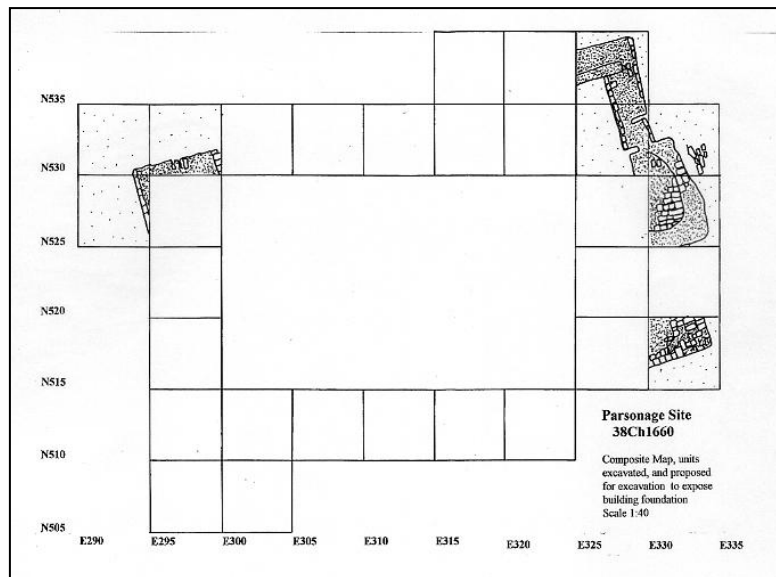 N535
N530
N525
N520
N515
N510
N505
Parsonage Site
38Ch1660
Composite Map, units
excavated, and proposed
for excavation to expose
building foundation
Scale 1:40
E290 E295 E300 E305 E310 E315 E320 E325 E330 E335